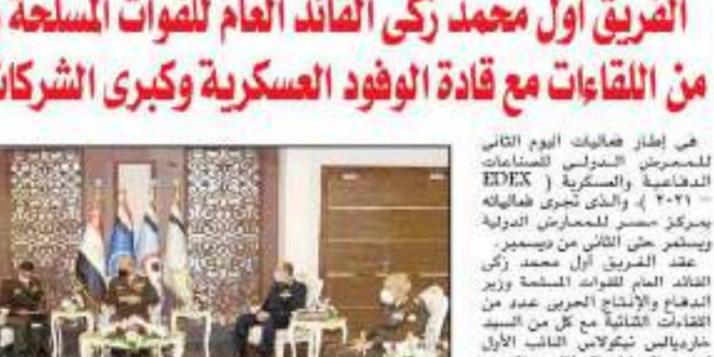 الفريق أول محمد زكى القائد العام للقوات المسلحة
من اللقاءات مع قادة الوفود العسكرية وكبرى الشركات
فى إطار فعاليات اليوم الثانى
للمعرض الدولى للصناعات
الدفاعية والعسكرية ( EDEX
– ٢٠٢١ )، والذى تجرى فعالياته
بمركز مصر للمعارض الدولية
ويستمر حتى الثانى من ديسمبر.
عقد الفريق أول محمد زكى
القائد العام للقوات المسلحة وزير
الدفاع والإنتاج الحربى عدد من
اللقاءات الثنائية مع كل من السيد
هارديالس نيكولاس النائب الأول